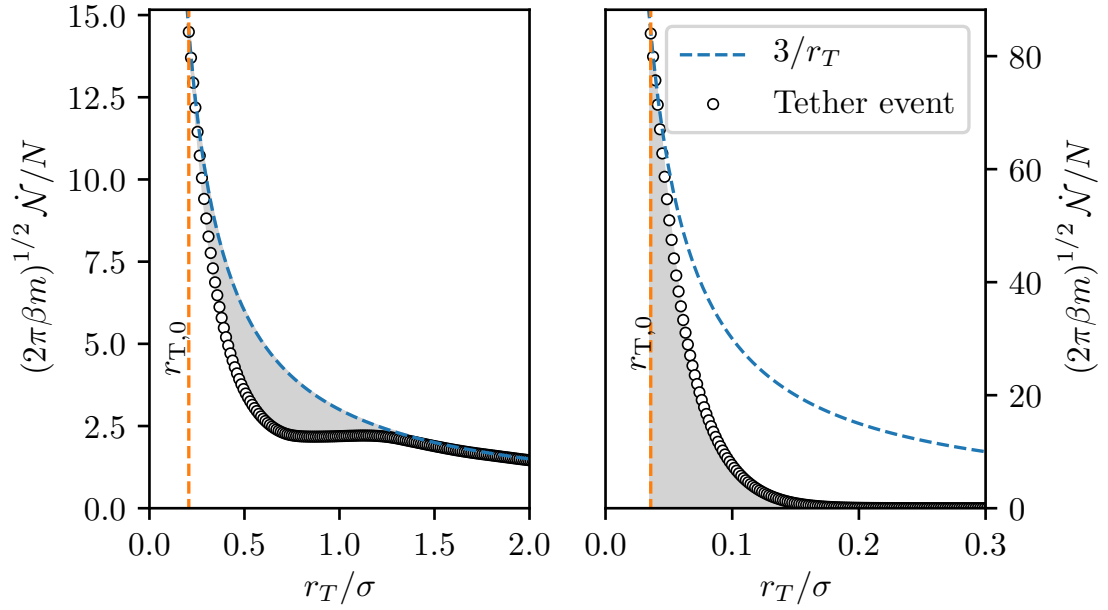 15.0
12.5
10.0
7.5
5.0
2.5
0.0
(2πβm)^{1/2} 𝒩̇/N
r_{T,0}
0.0 0.5 1.0 1.5 2.0
r_T/σ
3/r_T
Tether event
r_{T,0}
80
60
40
20
0
(2πβm)^{1/2} 𝒩̇/N
0.0 0.1 0.2 0.3
r_T/σ